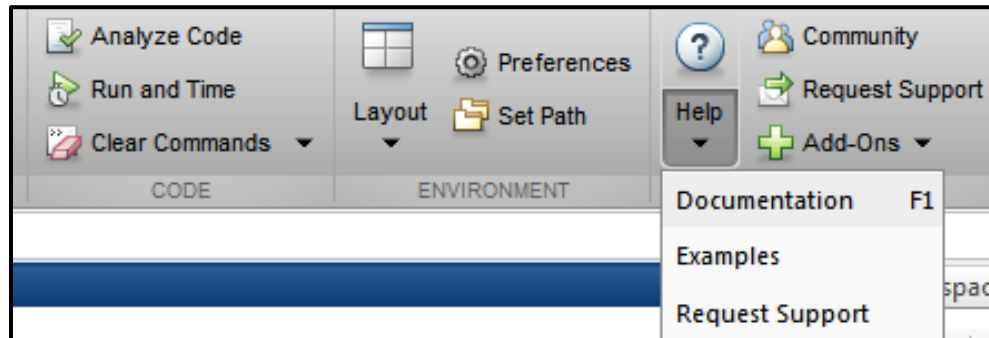 Analyze Code
Run and Time
Clear Commands
CODE
Layout
Preferences
Set Path
ENVIRONMENT
?
Help
Community
Request Support
Add-Ons
Documentation F1
Examples
Request Support